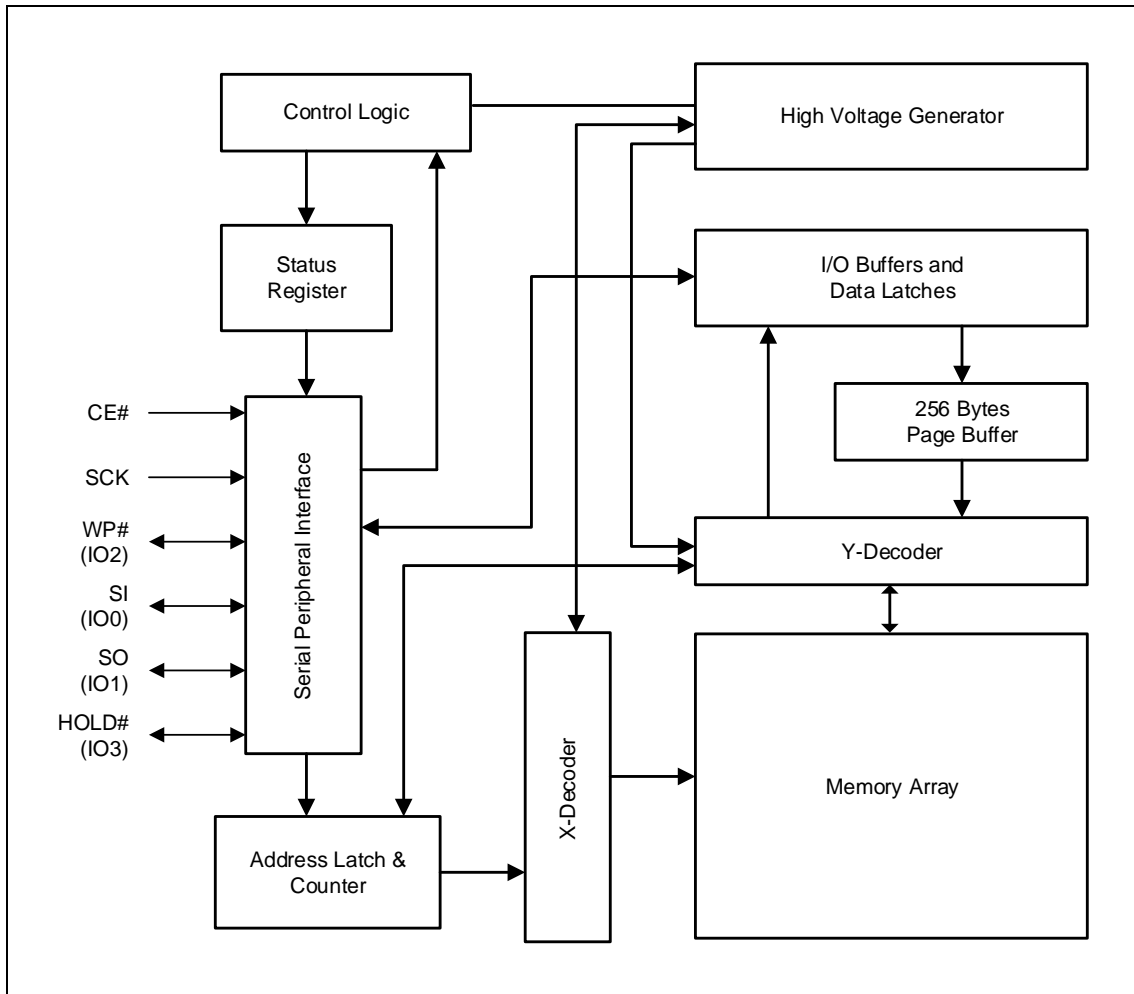 Control Logic
High Voltage Generator
Status
Register
I/O Buffers and
Data Latches
256 Bytes
Page Buffer
CE#
SCK
WP#
(IO2)
SI
(IO0)
SO
(IO1)
HOLD#
(IO3)
Serial Peripheral Interface
Y-Decoder
X-Decoder
Memory Array
Address Latch &
Counter